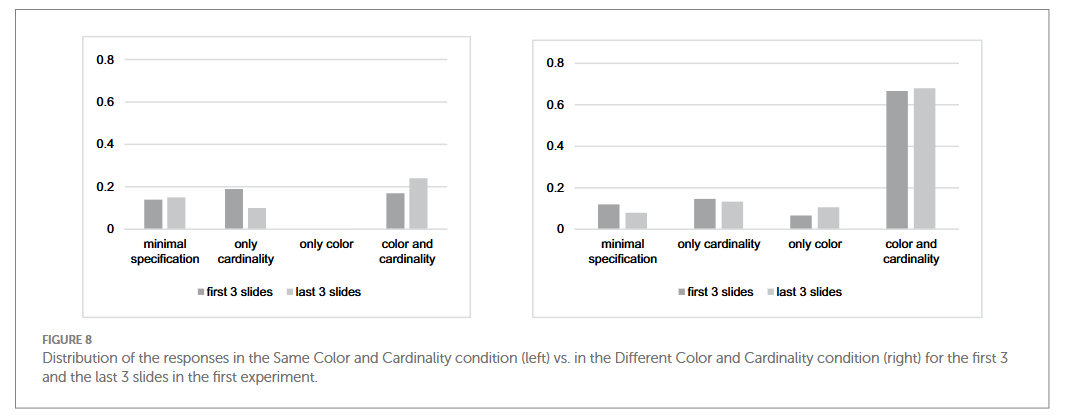 0.8
0.6
0.4
0.2
0
minimal specification
only cardinality
only color
color and cardinality
first 3 slides
last 3 slides
0.8
0.6
0.4
0.2
0
minimal specification
only cardinality
only color
color and cardinality
first 3 slides
last 3 slides
FIGURE 8
Distribution of the responses in the Same Color and Cardinality condition (left) vs. in the Different Color and Cardinality condition (right) for the first 3
and the last 3 slides in the first experiment.